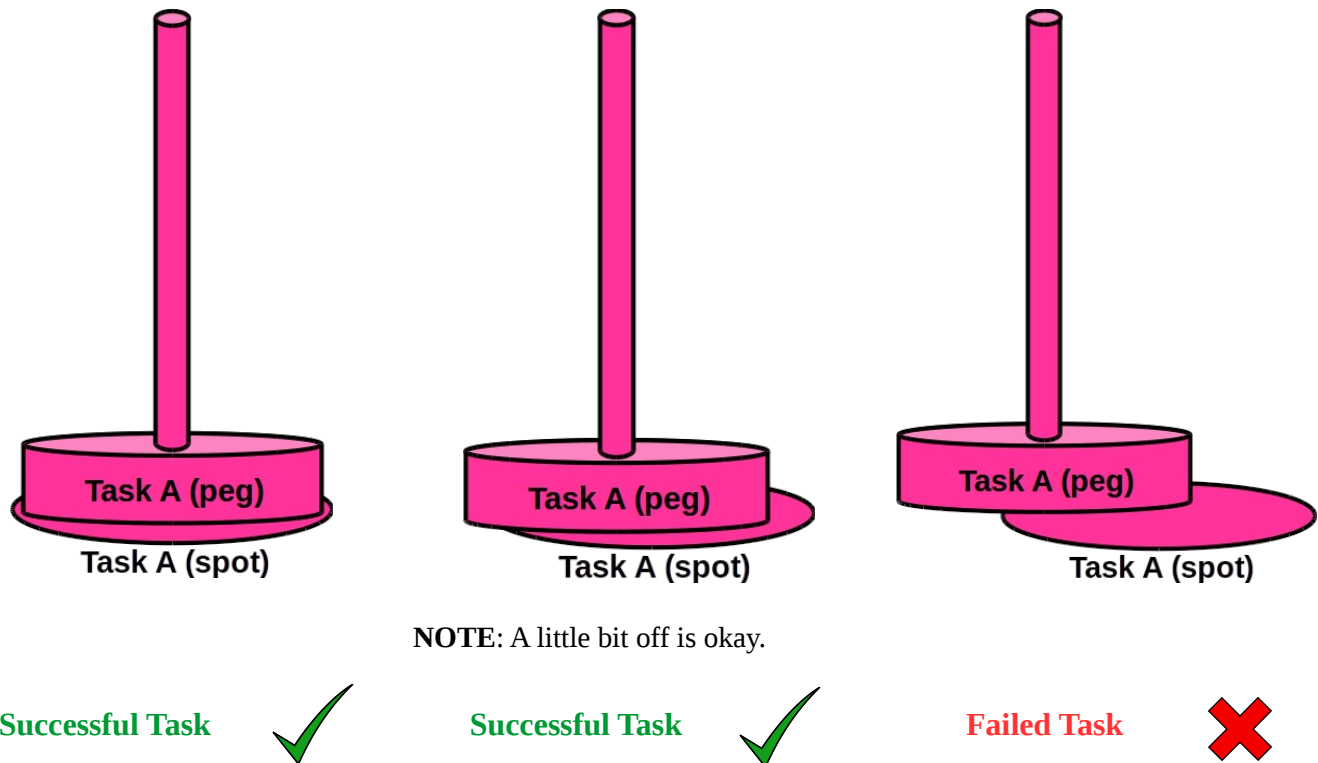 Task A (peg)
Task A (spot)
Task A (peg)
Task A (spot)
Task A (peg)
Task A (spot)
NOTE: A little bit off is okay.
Successful Task
Successful Task
Failed Task